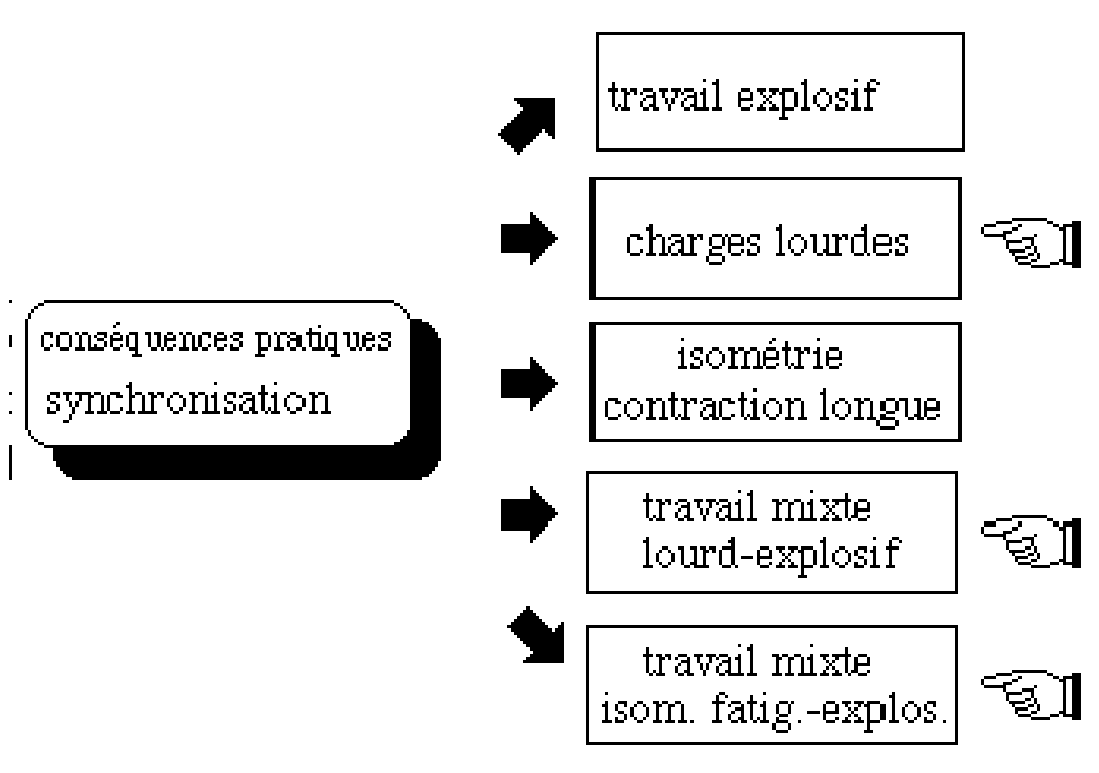 travail explosif
charges lourdes
conséquences pratiques
synchronisation
isométrie
contraction longue
travail mixte
lourd-explosif
travail mixte
isom. fatig.-explos.